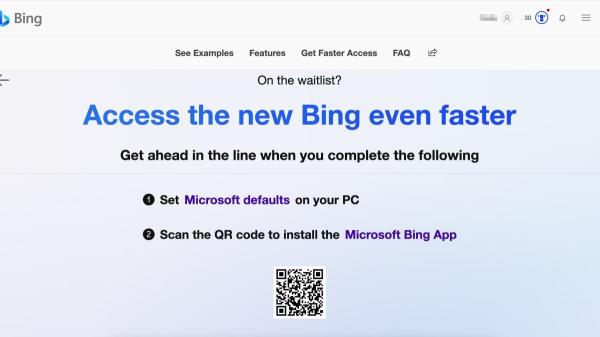 Bing
30
See Examples Features Get Faster Access FAQ
On the waitlist?
Access the new Bing even faster
Get ahead in the line when you complete the following
1 Set Microsoft defaults on your PC
2 Scan the QR code to install the Microsoft Bing App